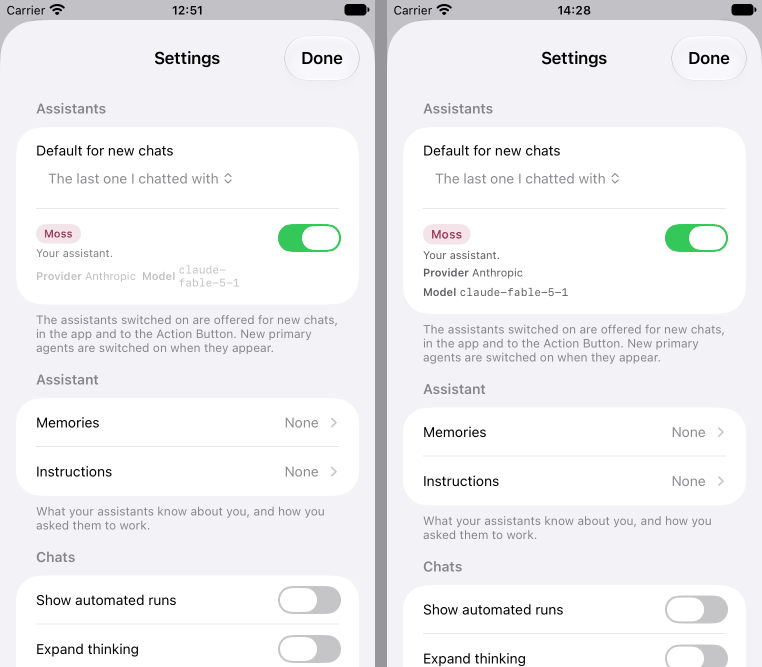 Carrier 12:51
Settings
Done
Assistants
Default for new chats
The last one I chatted with
Moss
Your assistant.
Provider Anthropic Model claude-
fable-5-1
The assistants switched on are offered for new chats,
in the app and to the Action Button. New primary
agents are switched on when they appear.
Assistant
Memories None
Instructions None
What your assistants know about you, and how you
asked them to work.
Chats
Show automated runs
Expand thinking
Carrier 14:28
Settings
Done
Assistants
Default for new chats
The last one I chatted with
Moss
Your assistant.
Provider Anthropic
Model claude-fable-5-1
The assistants switched on are offered for new chats,
in the app and to the Action Button. New primary
agents are switched on when they appear.
Assistant
Memories None
Instructions None
What your assistants know about you, and how you
asked them to work.
Chats
Show automated runs
Expand thinking